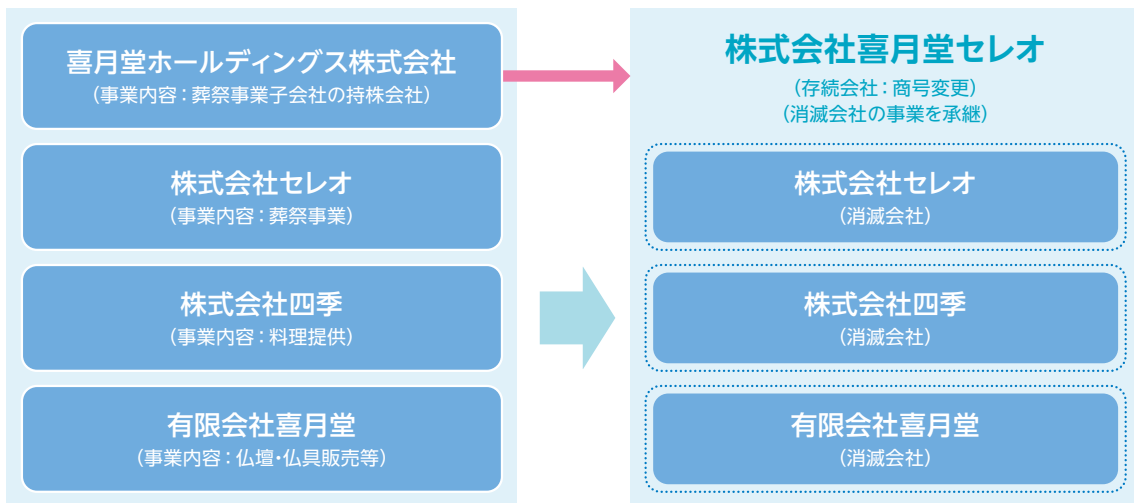 喜月堂ホールディングス株式会社
（事業内容：葬祭事業子会社の持株会社）
株式会社セレオ
（事業内容：葬祭事業）
株式会社四季
（事業内容：料理提供）
有限会社喜月堂
（事業内容：仏壇・仏具販売等）
株式会社喜月堂セレオ
（存続会社：商号変更）
（消滅会社の事業を承継）
株式会社セレオ
（消滅会社）
株式会社四季
（消滅会社）
有限会社喜月堂
（消滅会社）